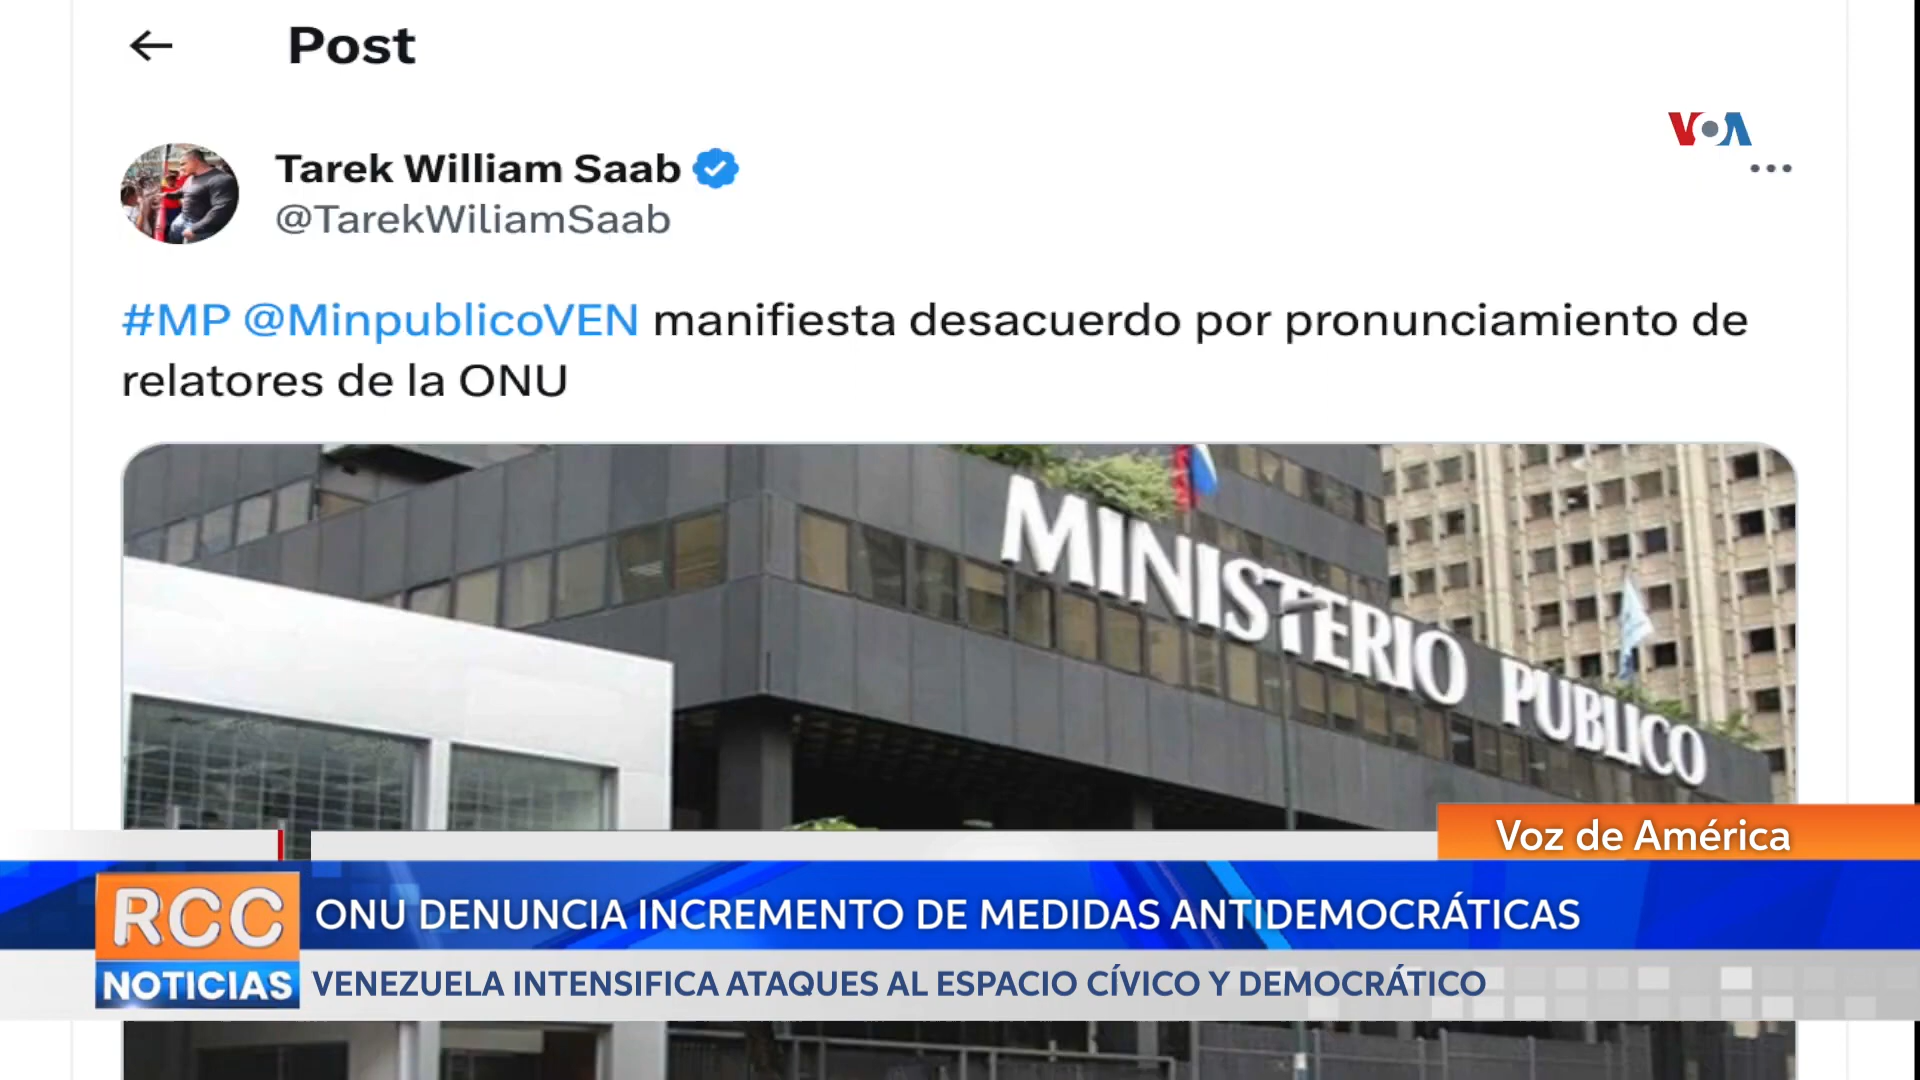 Post
VOA
Tarek William Saab
@TarekWiliamSaab
#MP @MinpublicoVEN manifiesta desacuerdo por pronunciamiento de
relatores de la ONU
MINISTERIO PUBLICO
Voz de América
RCC
NOTICIAS
ONU DENUNCIA INCREMENTO DE MEDIDAS ANTIDEMOCRÁTICAS
VENEZUELA INTENSIFICA ATAQUES AL ESPACIO CÍVICO Y DEMOCRÁTICO